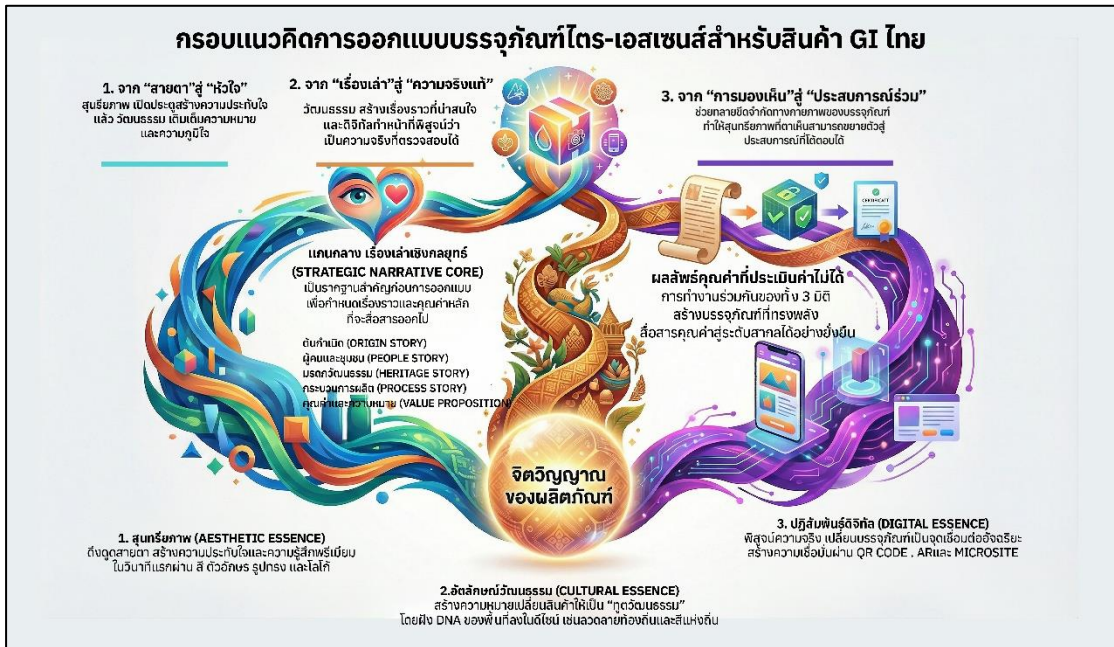 กรอบแนวคิดการออกแบบบรรจุภัณฑ์ไตร-เอสเซนส์สำหรับสินค้า GI ไทย
1. จาก “สายตา”สู่ “หัวใจ”
สุนรียภาพ เปิดประตูสร้างความประทับใจ
แล้ว วัฒนธรรม เติมเต็มความหมาย
และความภูมิใจ
2. จาก “เรื่องเล่า”สู่ “ความจริงแท้”
วัฒนธรรม สร้างเรื่องราวที่น่าสนใจ
และดิจิทัลทำหน้าที่พิสูจน์ว่า
เป็นความจริงที่ตรวจสอบได้
3. จาก “การมองเห็น”สู่ “ประสบการณ์ร่วม”
ช่วยทลายขีดจำกัดทางกายภาพของบรรจุภัณฑ์
ทำให้สุนทรียภาพที่ตาเห็นสามารถขยายตัวสู่
ประสบการณ์ที่โต้ตอบได้
CERTIFICATE
แกนกลาง เรื่องเล่าเชิงกลยุทธ์
(STRATEGIC NARRATIVE CORE)
เป็นรากฐานสำคัญก่อนการออกแบบ
เพื่อกำหนดเรื่องราวและคุณค่าหลัก
ที่จะสื่อสารออกไป
ต้นกำเนิด (ORIGIN STORY)
ผู้คนและชุมชน (PEOPLE STORY)
มรดกวัฒนธรรม (HERITAGE STORY)
กระบวนการผลิต (PROCESS STORY)
คุณค่าและความหมาย (VALUE PROPOSITION)
ผลลัพธ์คุณค่าที่ประเมินค่าไม่ได้
การทำงานร่วมกันของทั้ง 3 มิติ
สร้างบรรจุภัณฑ์ที่ทรงพลัง
สื่อสารคุณค่าสู่ระดับสากลได้อย่างยั่งยืน
จิตวิญญาณ
ของผลิตภัณฑ์
1. สุนทรียภาพ (AESTHETIC ESSENCE)
ดึงดูดสายตา สร้างความประทับใจและความรู้สึกพรีเมียม
ในวินาทีแรกผ่าน สี ตัวอักษร รูปทรง และโลโก้
3. ปฏิสัมพันธ์ดิจิทัล (DIGITAL ESSENCE)
พิสูจน์ความจริง เปลี่ยนบรรจุภัณฑ์เป็นจุดเชื่อมต่ออัจฉริยะ
สร้างความเชื่อมั่นผ่าน QR CODE , ARและ MICROSITE
2.อัตลักษณ์วัฒนธรรม (CULTURAL ESSENCE)
สร้างความหมายเปลี่ยนสินค้าให้เป็น “ทูตวัฒนธรรม”
โดยฝัง DNA ของพื้นที่ลงในดีไซน์ เช่นลวดลายท้องถิ่นและสีแห่งถิ่น